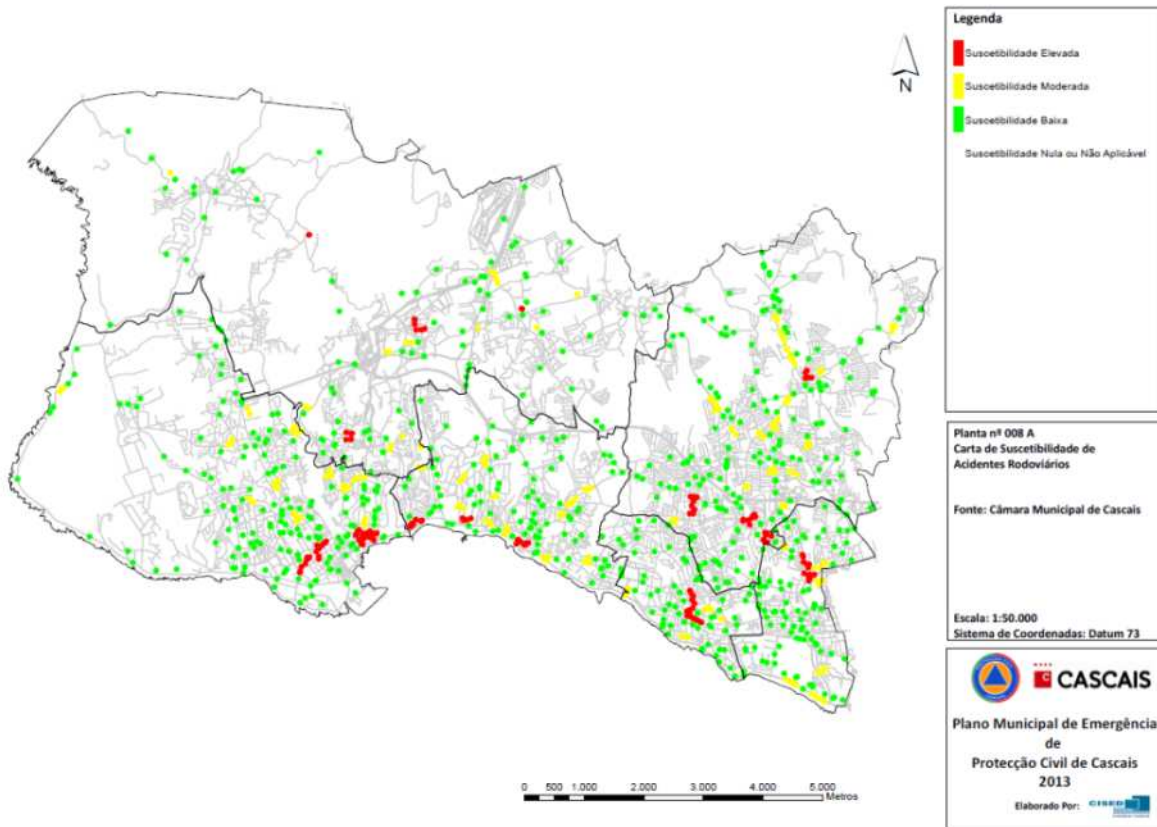 Legenda
Suscetibilidade Elevada
Suscetibilidade Moderada
Suscetibilidade Baixa
Suscetibilidade Nula ou Não Aplicável
N
Planta nº 008 A
Carta de Suscetibilidade de
Acidentes Rodoviários
Fonte: Câmara Municipal de Cascais
Escala: 1:50.000
Sistema de Coordenadas: Datum 73
C CASCAIS
Plano Municipal de Emergência
de
Protecção Civil de Cascais
2013
Elaborado Por: CISED
0 500 1.000 2.000 3.000 4.000 5.000
Metros